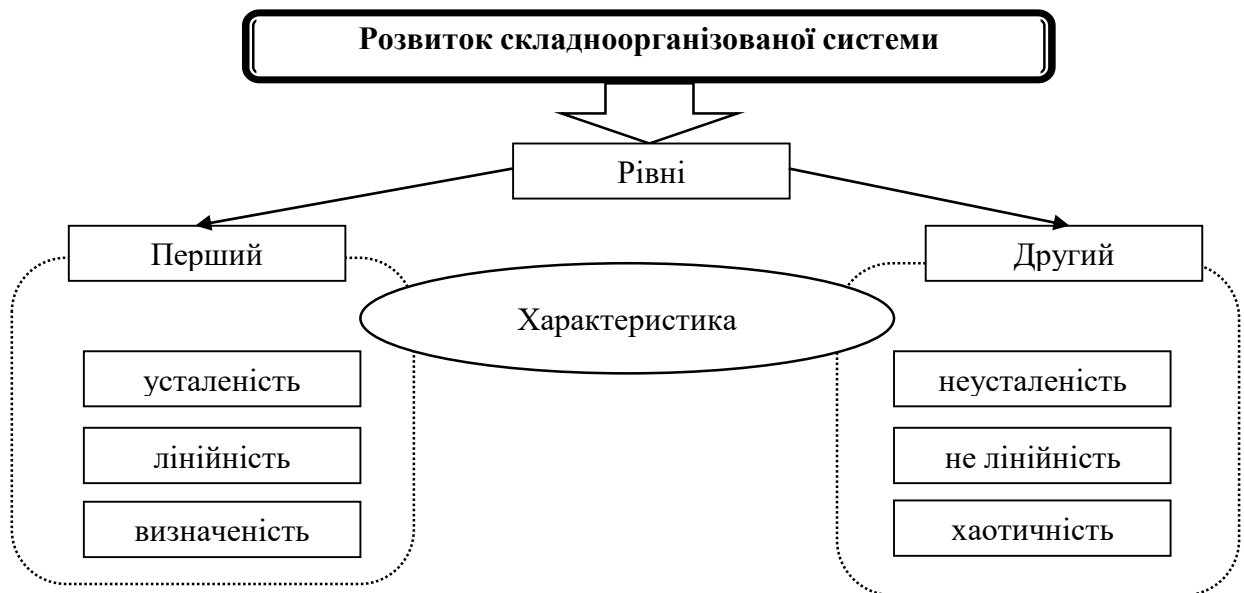 Розвиток складноорганізованої системи
Рівні
Перший
Другий
Характеристика
усталеність
неусталеність
лінійність
не лінійність
визначеність
хаотичність